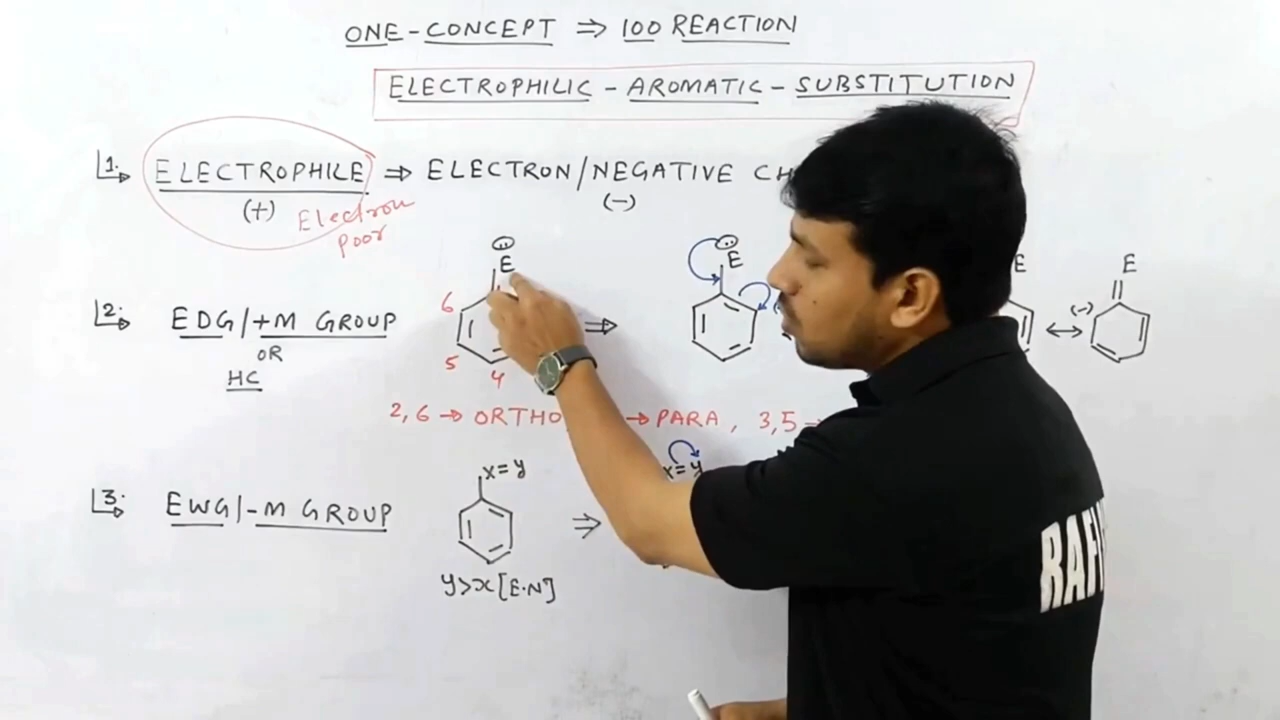 ONE-CONCEPT ⇒ 100 REACTION
ELECTROPHILIC - AROMATIC - SUBSTITUTION
1. ELECTROPHILE ⇒ ELECTRON/NEGATIVE
(+) Electron (-)
poor
E E E E
6
2. EDG/+M GROUP ⇒ (-)
OR
HC
5
4
2,6 → ORTHO → PARA, 3,5 →
x=y x=y
3. EWG/-M GROUP ⇒
y>x[E.N]